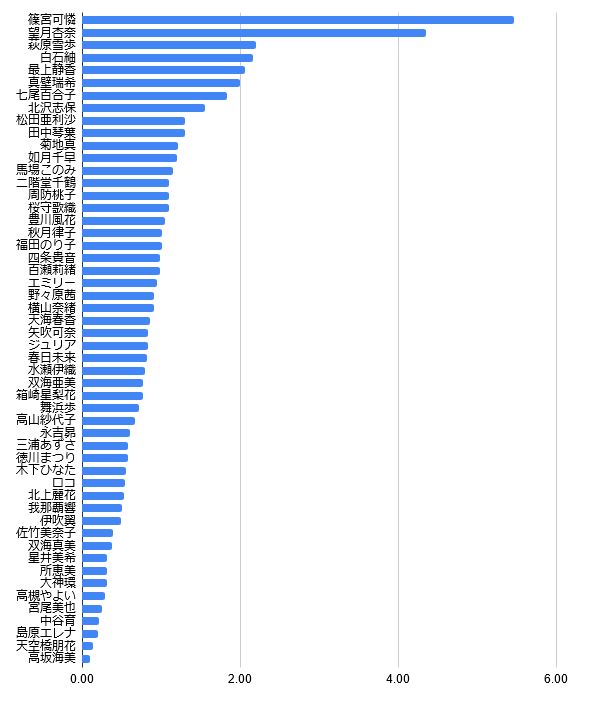 篠宮可憐
望月杏奈
萩原雪歩
白石紬
最上静香
真壁瑞希
七尾百合子
北沢志保
松田亜利沙
田中琴葉
菊地真
如月千早
馬場このみ
二階堂千鶴
周防桃子
桜守歌織
豊川風花
秋月律子
福田のり子
四条貴音
百瀬莉緒
エミリー
野々原茜
横山奈緒
天海春香
矢吹可奈
ジュリア
春日未来
水瀬伊織
双海亜美
箱崎星梨花
舞浜歩
高山紗代子
永吉昴
三浦あずさ
徳川まつり
木下ひなた
ロコ
北上麗花
我那覇響
伊吹翼
佐竹美奈子
双海真美
星井美希
所恵美
大神環
高槻やよい
宮尾美也
中谷育
島原エレナ
天空橋朋花
高坂海美
0.00 2.00 4.00 6.00